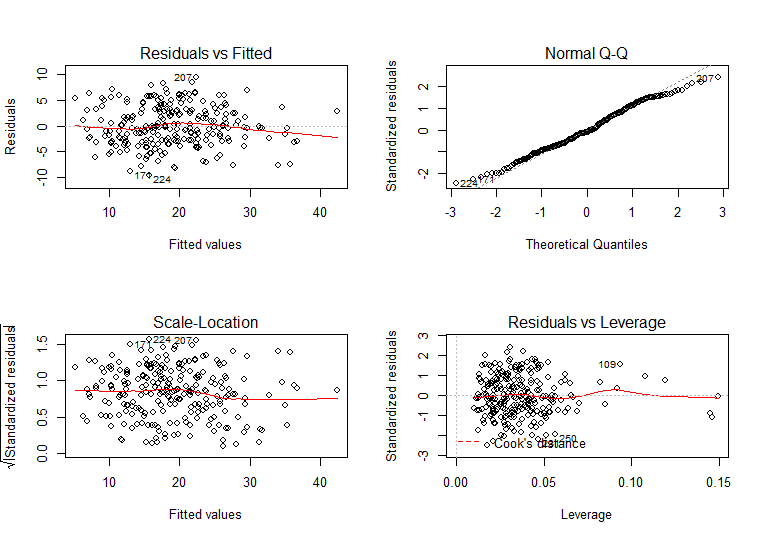 Residuals vs Fitted
Residuals
10
5
0
-5
-10
207
171
224
10 20 30 40
Fitted values
Normal Q-Q
Standardized residuals
2
1
0
-2
207
224
171
-3 -2 -1 0 1 2 3
Theoretical Quantiles
Scale-Location
√|Standardized residuals|
1.5
1.0
0.5
0.0
171
224
207
10 20 30 40
Fitted values
Residuals vs Leverage
Standardized residuals
3
2
1
0
-1
-3
109
250
Cook's distance
0.00 0.05 0.10 0.15
Leverage